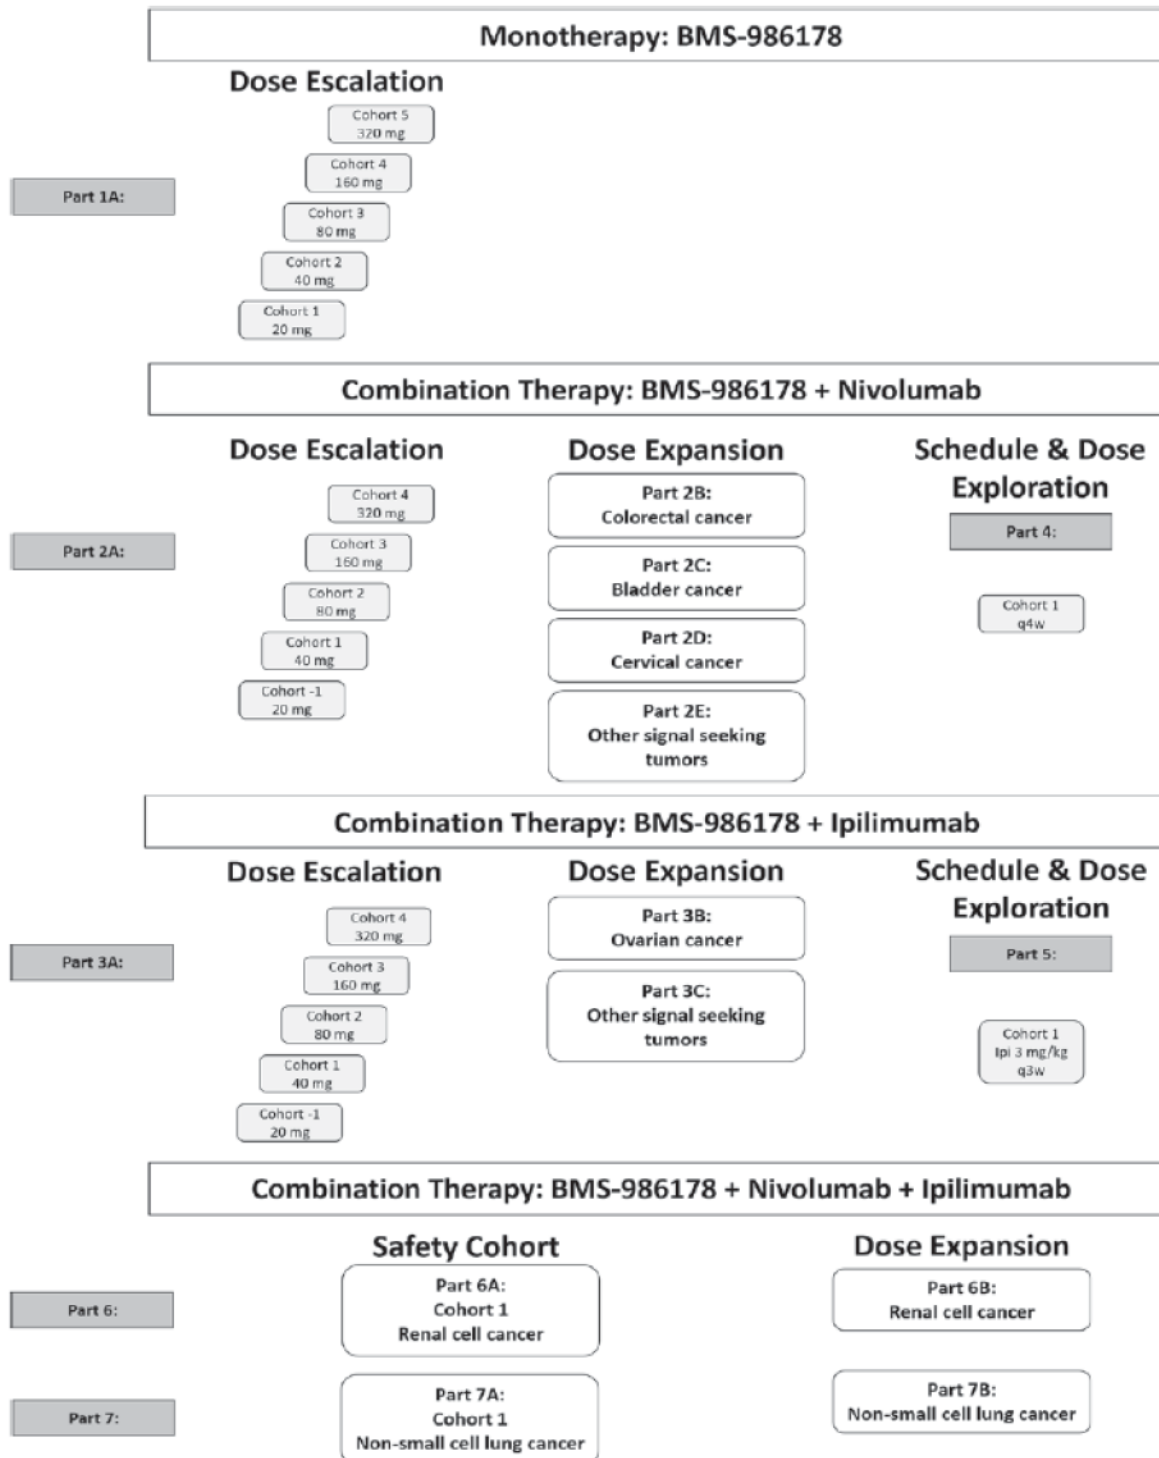 Monotherapy: BMS-986178
Dose Escalation
Cohort 5
320 mg
Cohort 4
160 mg
Part 1A:
Cohort 3
80 mg
Cohort 2
40 mg
Cohort 1
20 mg
Combination Therapy: BMS-986178 + Nivolumab
Dose Escalation
Cohort 4
320 mg
Part 2A:
Cohort 3
160 mg
Cohort 2
80 mg
Cohort 1
40 mg
Cohort -1
20 mg
Dose Expansion
Part 2B:
Colorectal cancer
Part 2C:
Bladder cancer
Part 2D:
Cervical cancer
Part 2E:
Other signal seeking
tumors
Schedule & Dose
Exploration
Part 4:
Cohort 1
q4w
Combination Therapy: BMS-986178 + Ipilimumab
Dose Escalation
Cohort 4
320 mg
Part 3A:
Cohort 3
160 mg
Cohort 2
80 mg
Cohort 1
40 mg
Cohort -1
20 mg
Dose Expansion
Part 3B:
Ovarian cancer
Part 3C:
Other signal seeking
tumors
Schedule & Dose
Exploration
Part 5:
Cohort 1
Ipi 3 mg/kg
q3w
Combination Therapy: BMS-986178 + Nivolumab + Ipilimumab
Safety Cohort
Dose Expansion
Part 6:
Part 6A:
Cohort 1
Renal cell cancer
Part 6B:
Renal cell cancer
Part 7:
Part 7A:
Cohort 1
Non-small cell lung cancer
Part 7B:
Non-small cell lung cancer